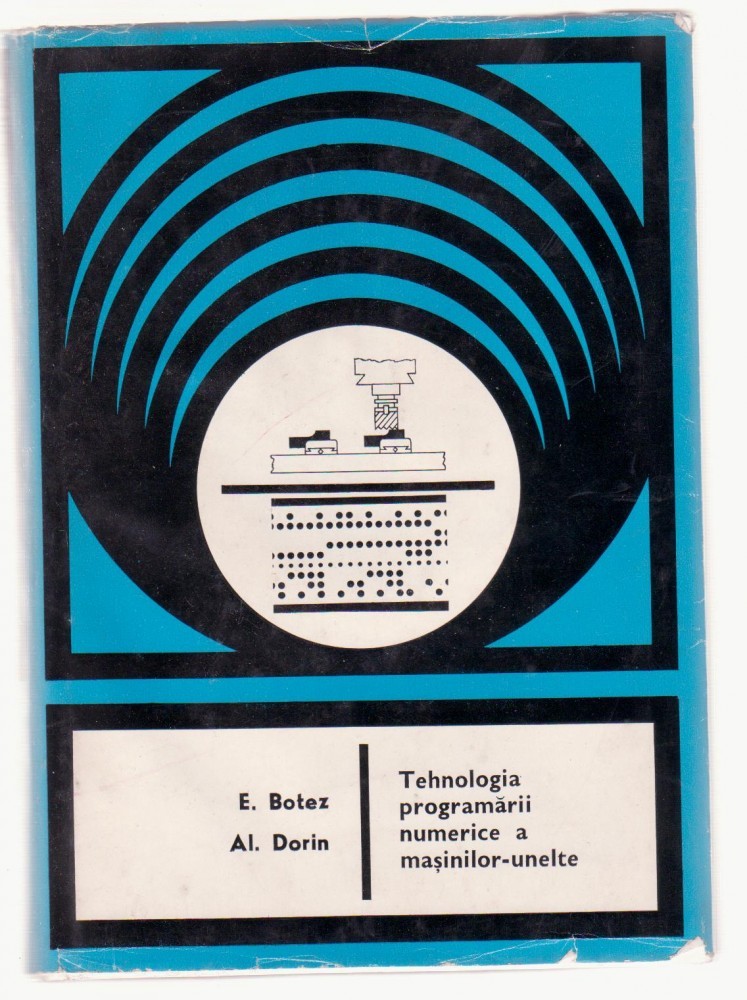 E. Botez
Al. Dorin
Tehnologia
programării
numerice a
mașinilor-unelte